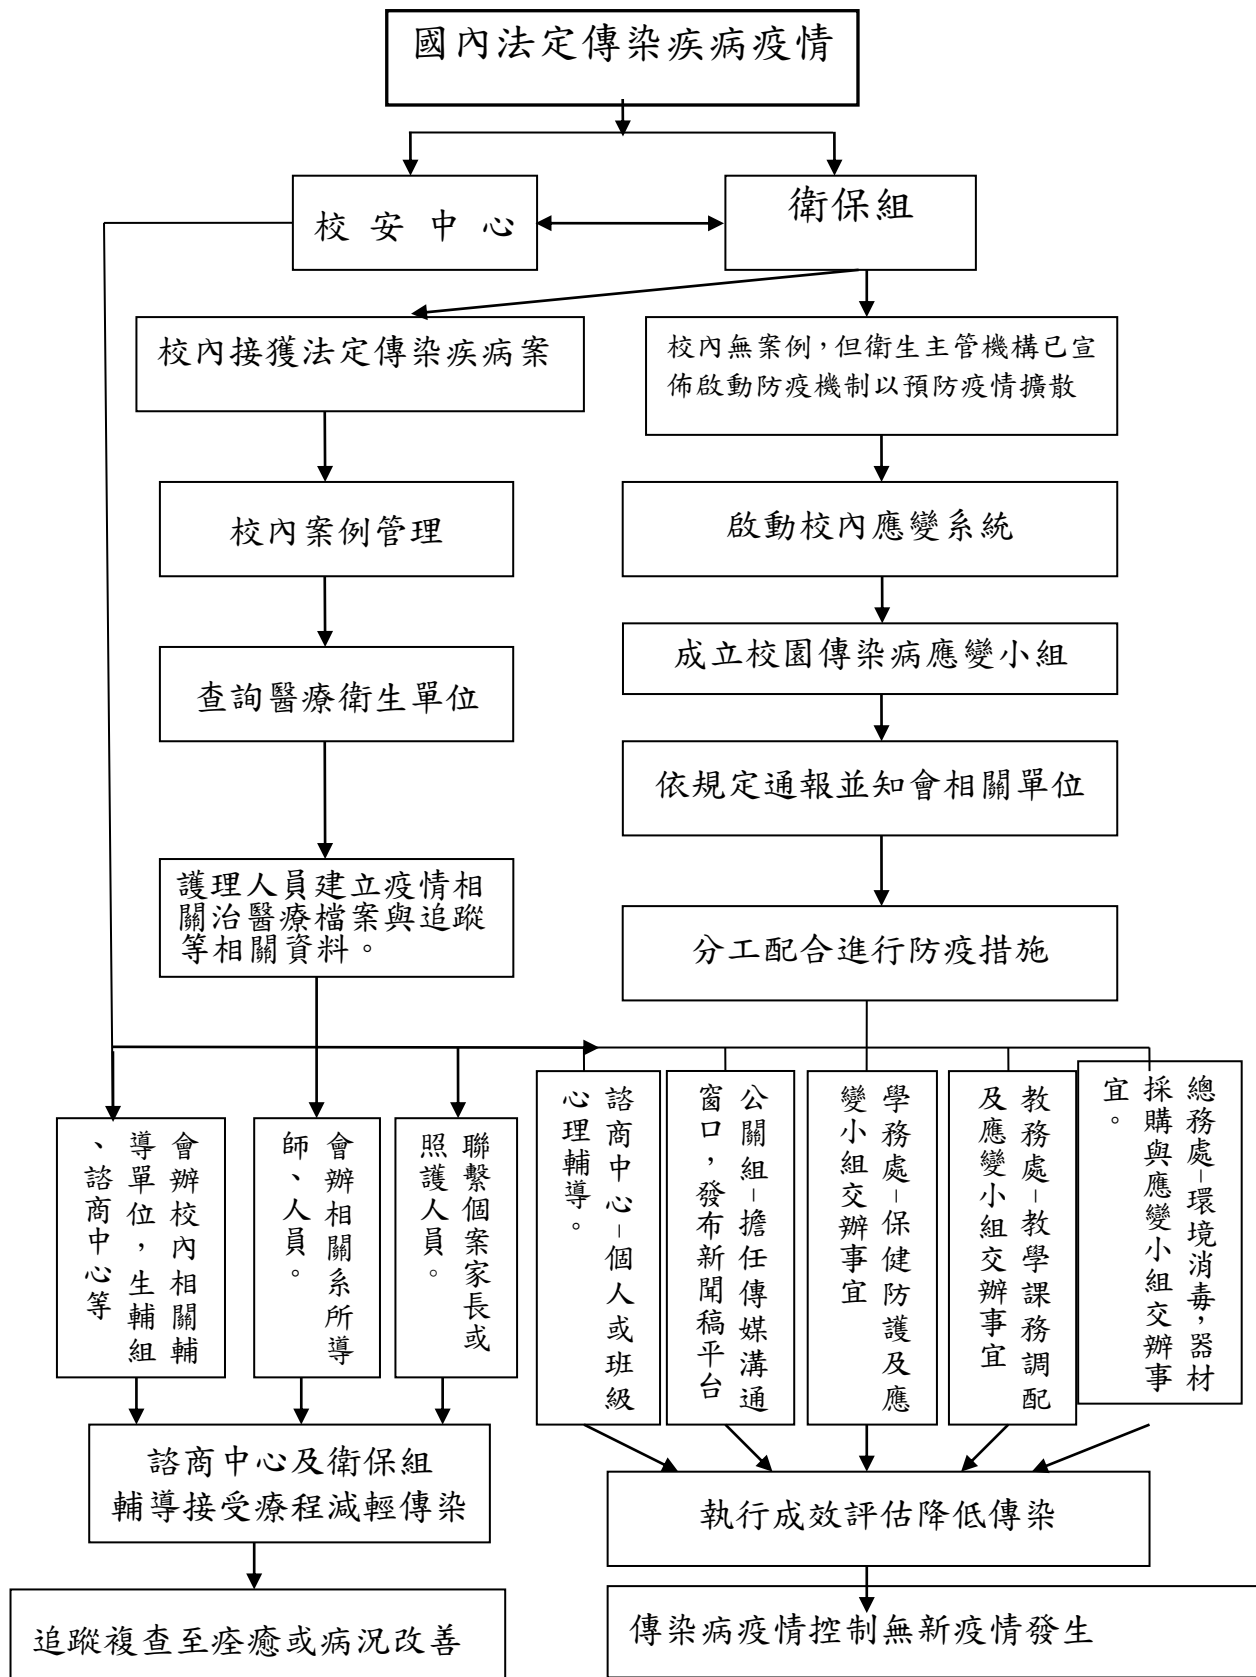 國內法定傳染疾病疫情
校安中心
衛保組
校內接獲法定傳染疾病案
校內無案例，但衛生主管機構已宣
佈啟動防疫機制以預防疫情擴散
校內案例管理
啟動校內應變系統
查詢醫療衛生單位
成立校園傳染病應變小組
依規定通報並知會相關單位
護理人員建立疫情相
關治醫療檔案與追蹤
等相關資料。
分工配合進行防疫措施
會辦校內相關輔
導單位，生輔組
、諮商中心等
會辦相關系所導
師、人員。
聯繫個案家長或
照護人員。
諮商中心–個人或班級
心理輔導。
公關組–擔任傳媒溝通
窗口，發布新聞稿平台
學務處–保健防護及應
變小組交辦事宜
教務處–教學課務調配
及應變小組交辦事宜
總務處–環境消毒，器材
採購與應變小組交辦事
宜。
諮商中心及衛保組
輔導接受療程減輕傳染
執行成效評估降低傳染
追蹤複查至痊癒或病況改善
傳染病疫情控制無新疫情發生